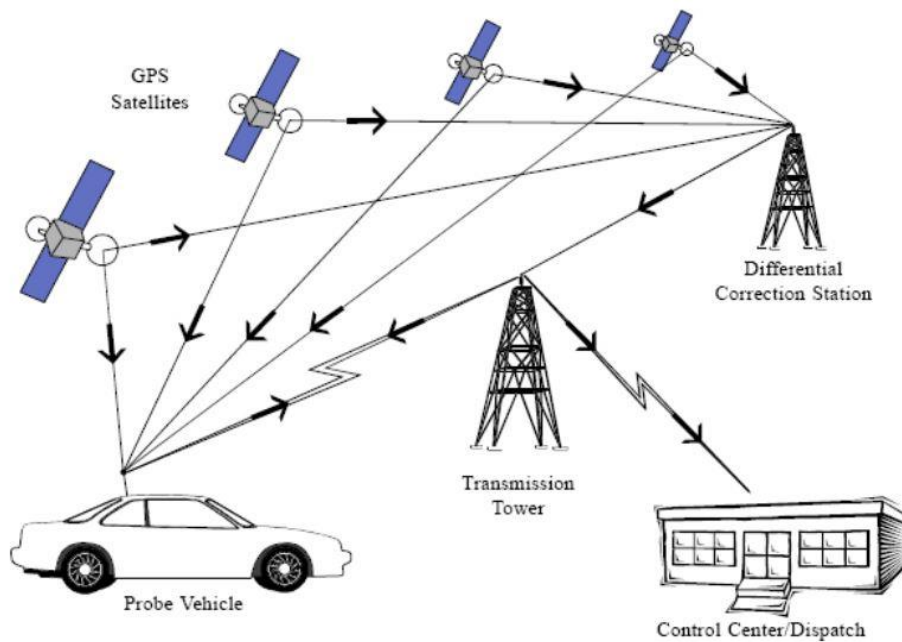 GPS
Satellites
Differential
Correction Station
Transmission
Tower
Probe Vehicle
Control Center/Dispatch